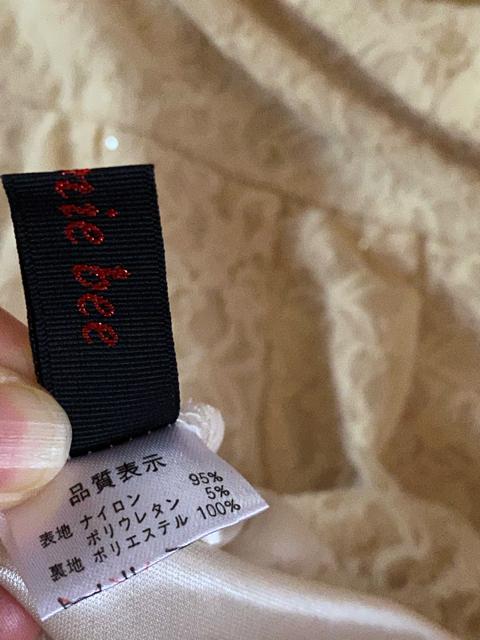 nie bee
品質表示
表地 ナイロン 95%
ポリウレタン 5%
裏地 ポリエステル 100%